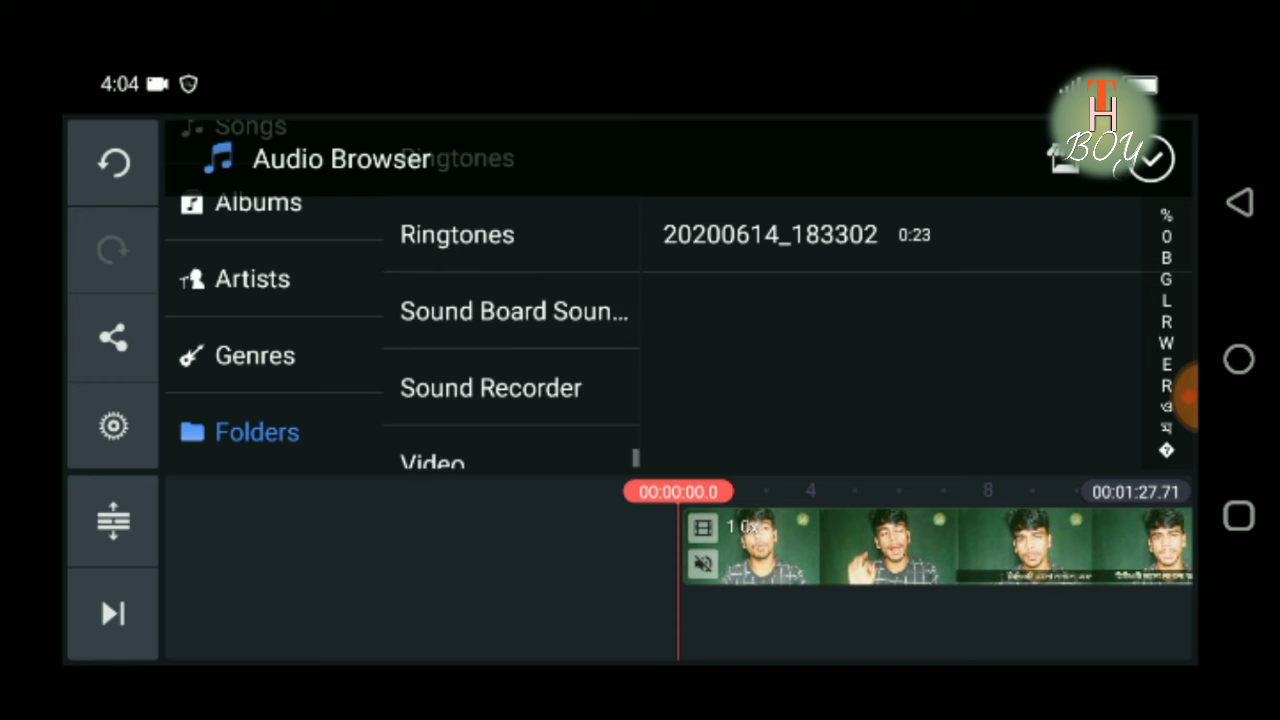 4:04
T
H
BOY
Songs
Ringtones
Audio Browser
Albums
Ringtones
20200614_183302 0:23
Artists
Sound Board Soun...
Genres
Sound Recorder
Folders
Video
%
0
B
G
L
R
W
E
R
ও
ম
00:00:00.0
4
8
00:01:27.71
1.0x